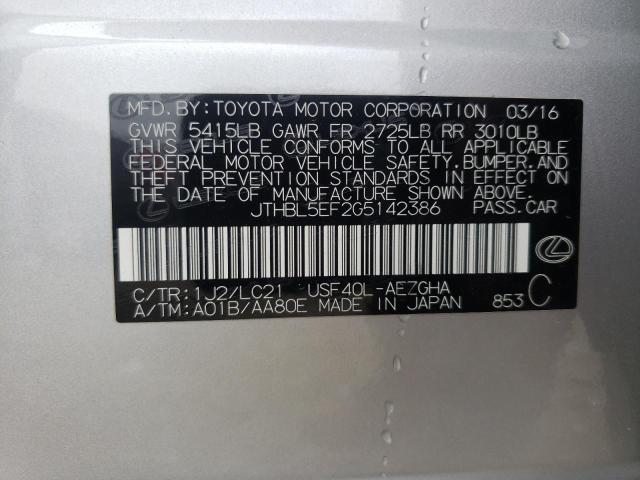 MFD. BY: TOYOTA MOTOR CORPORATION 03/16
GVWR 5415LB GAWR FR 2725LB RR 3010LB
THIS VEHICLE CONFORMS TO ALL APPLICABLE
FEDERAL MOTOR VEHICLE SAFETY. BUMPER. AND
THEFT PREVENTION STANDARDS IN EFFECT ON
THE DATE OF MANUFACTURE SHOWN ABOVE.
JTHBL5EF2G5142386 PASS. CAR
C/TR: 1J2/LC21 USF40L-AEZGHA
A/TM: A01B/AA80E MADE IN JAPAN 853 C